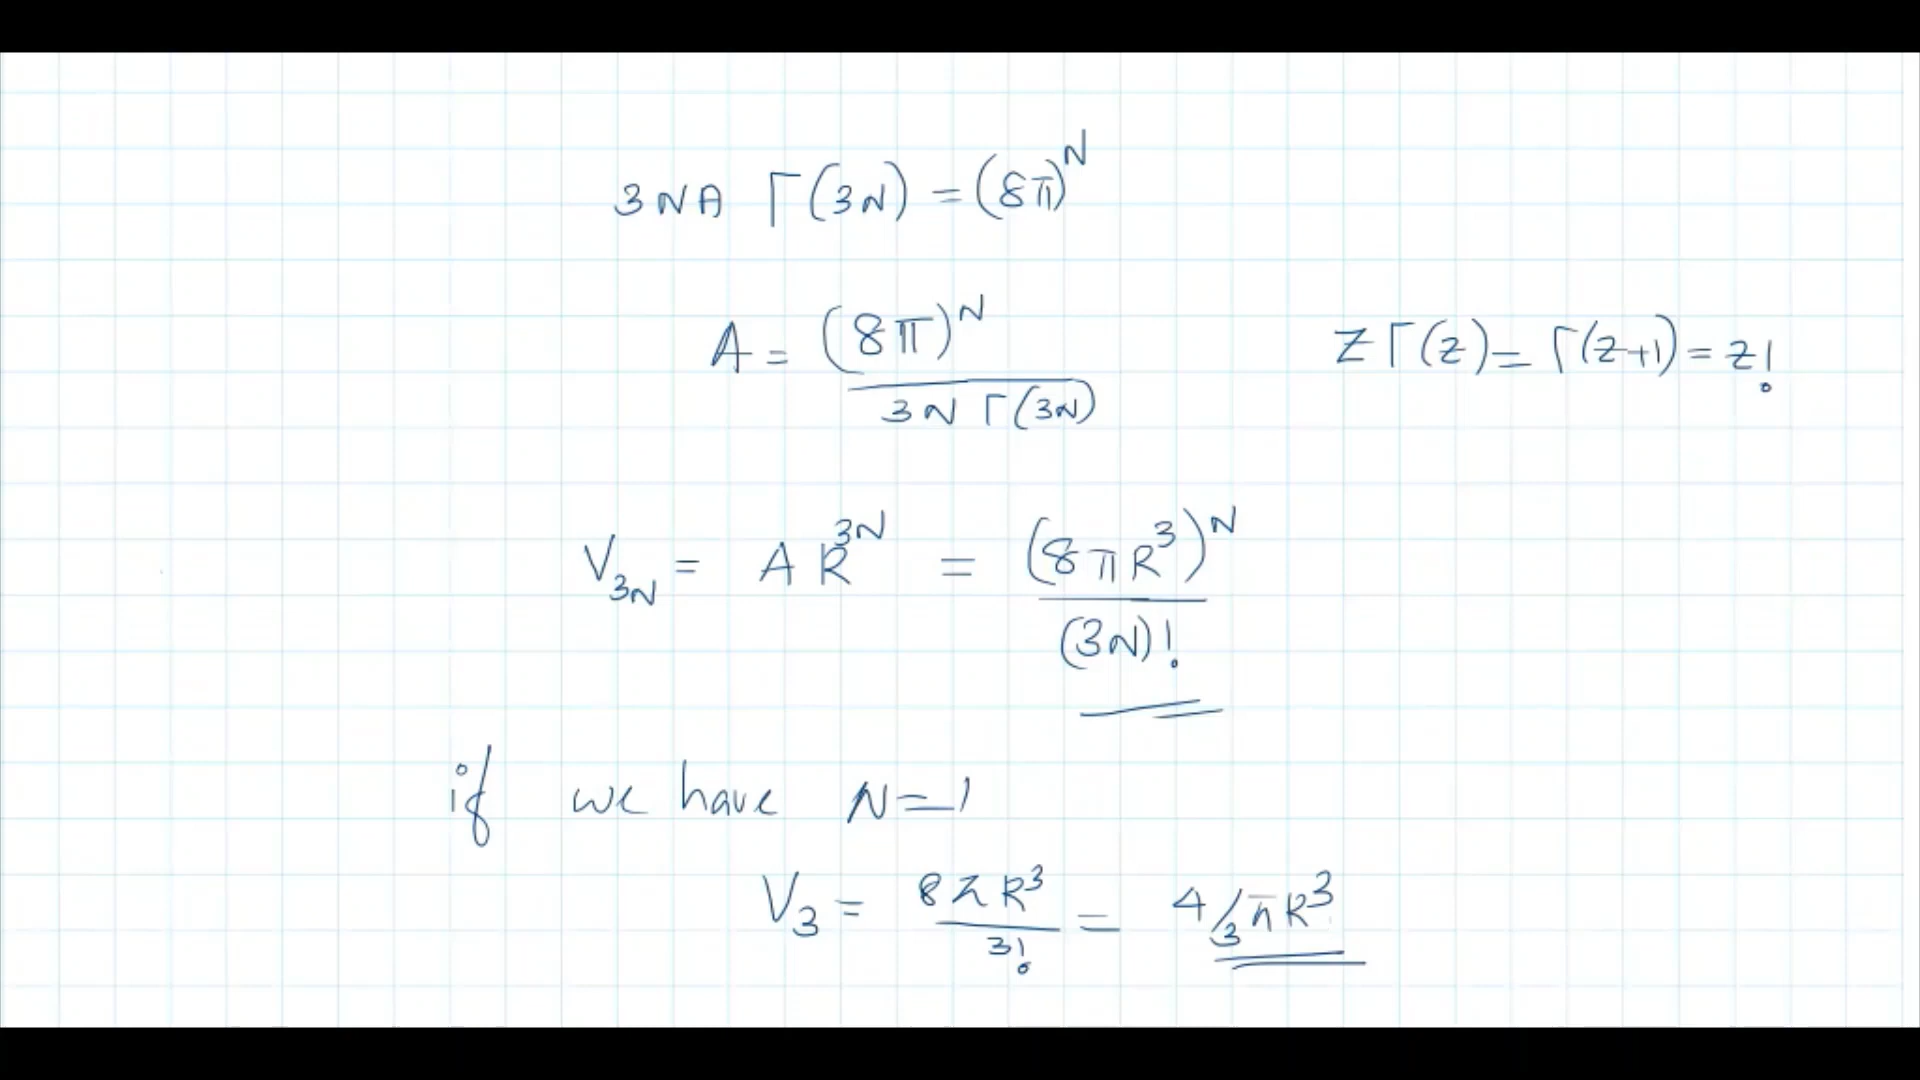 3NA Γ(3N) = (8π)^N
A = (8π)^N / 3N Γ(3N)
ZΓ(z) = Γ(z+1) = z!
V_3N = A R^3N = (8πR^3)^N / (3N)!
if we have N=1
V_3 = 8πR^3 / 3! = 4/3 πR^3